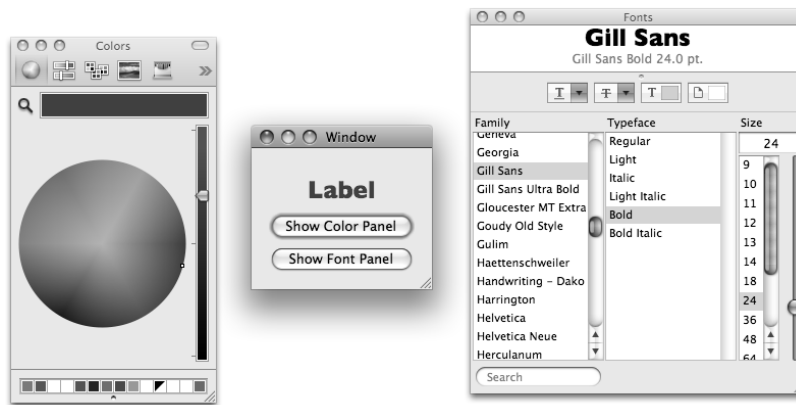 Colors
Window
Label
Show Color Panel
Show Font Panel
Fonts
Gill Sans
Gill Sans Bold 24.0 pt.
T T T
Family
Geneva
Georgia
Gill Sans
Gill Sans Ultra Bold
Gloucester MT Extra
Goudy Old Style
Gulim
Haettenschweiler
Handwriting - Dako
Harrington
Helvetica
Helvetica Neue
Herculanum
Typeface
Regular
Light
Italic
Light Italic
Bold
Bold Italic
Size
24
9
10
11
12
13
14
18
24
36
48
64
Search